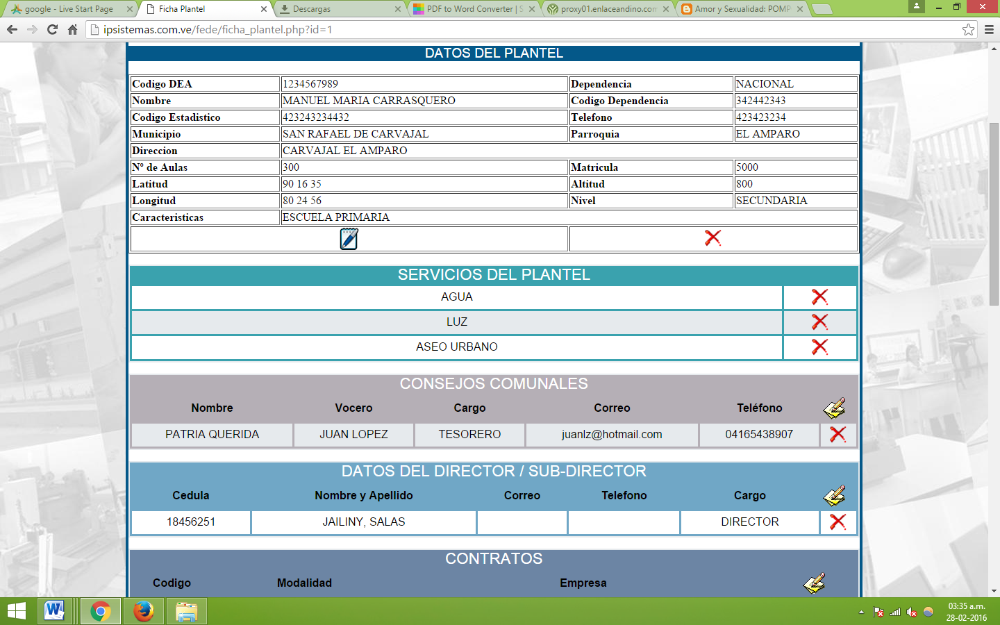 google - Live Start Page
Ficha Plantel
Descargas
PDF to Word Converter | S
proxy01.enlaceandino.com
Amor y Sexualidad: POMP
ipsistemas.com.ve/fede/ficha_plantel.php?id=1
DATOS DEL PLANTEL
Codigo DEA 1234567989 Dependencia NACIONAL
Nombre MANUEL MARIA CARRASQUERO Codigo Dependencia 342442343
Codigo Estadistico 423243234432 Telefono 423423234
Municipio SAN RAFAEL DE CARVAJAL Parroquia EL AMPARO
Direccion CARVAJAL EL AMPARO
Nº de Aulas 300 Matricula 5000
Latitud 90 16 35 Altitud 800
Longitud 80 24 56 Nivel SECUNDARIA
Caracteristicas ESCUELA PRIMARIA
SERVICIOS DEL PLANTEL
AGUA
LUZ
ASEO URBANO
CONSEJOS COMUNALES
Nombre Vocero Cargo Correo Teléfono
PATRIA QUERIDA JUAN LOPEZ TESORERO juanlz@hotmail.com 04165438907
DATOS DEL DIRECTOR / SUB-DIRECTOR
Cedula Nombre y Apellido Correo Telefono Cargo
18456251 JAILINY, SALAS DIRECTOR
CONTRATOS
Codigo Modalidad Empresa
03:35 a.m.
28-02-2016